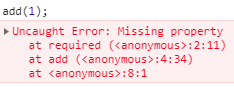 add(1);
▶Uncaught Error: Missing property
at required (<anonymous>:2:11)
at add (<anonymous>:4:34)
at <anonymous>:8:1